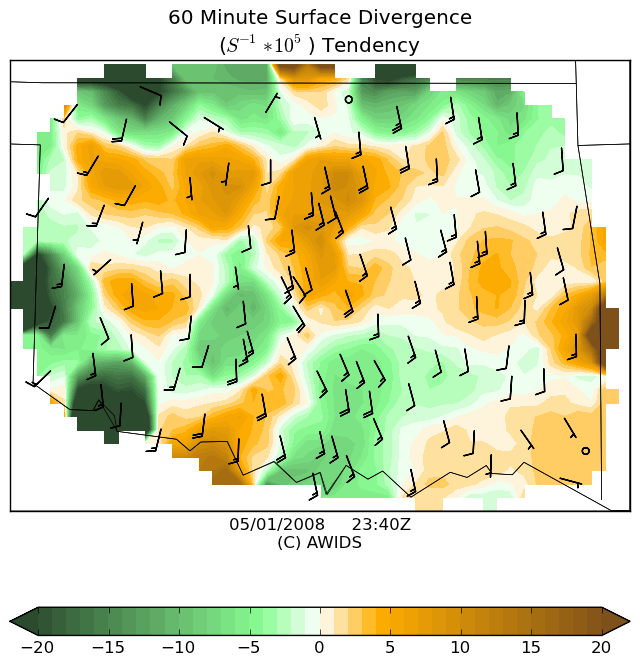 60 Minute Surface Divergence
(S⁻¹ * 10⁵ ) Tendency
05/01/2008 23:40Z
(C) AWIDS
−20 −15 −10 −5 0 5 10 15 20